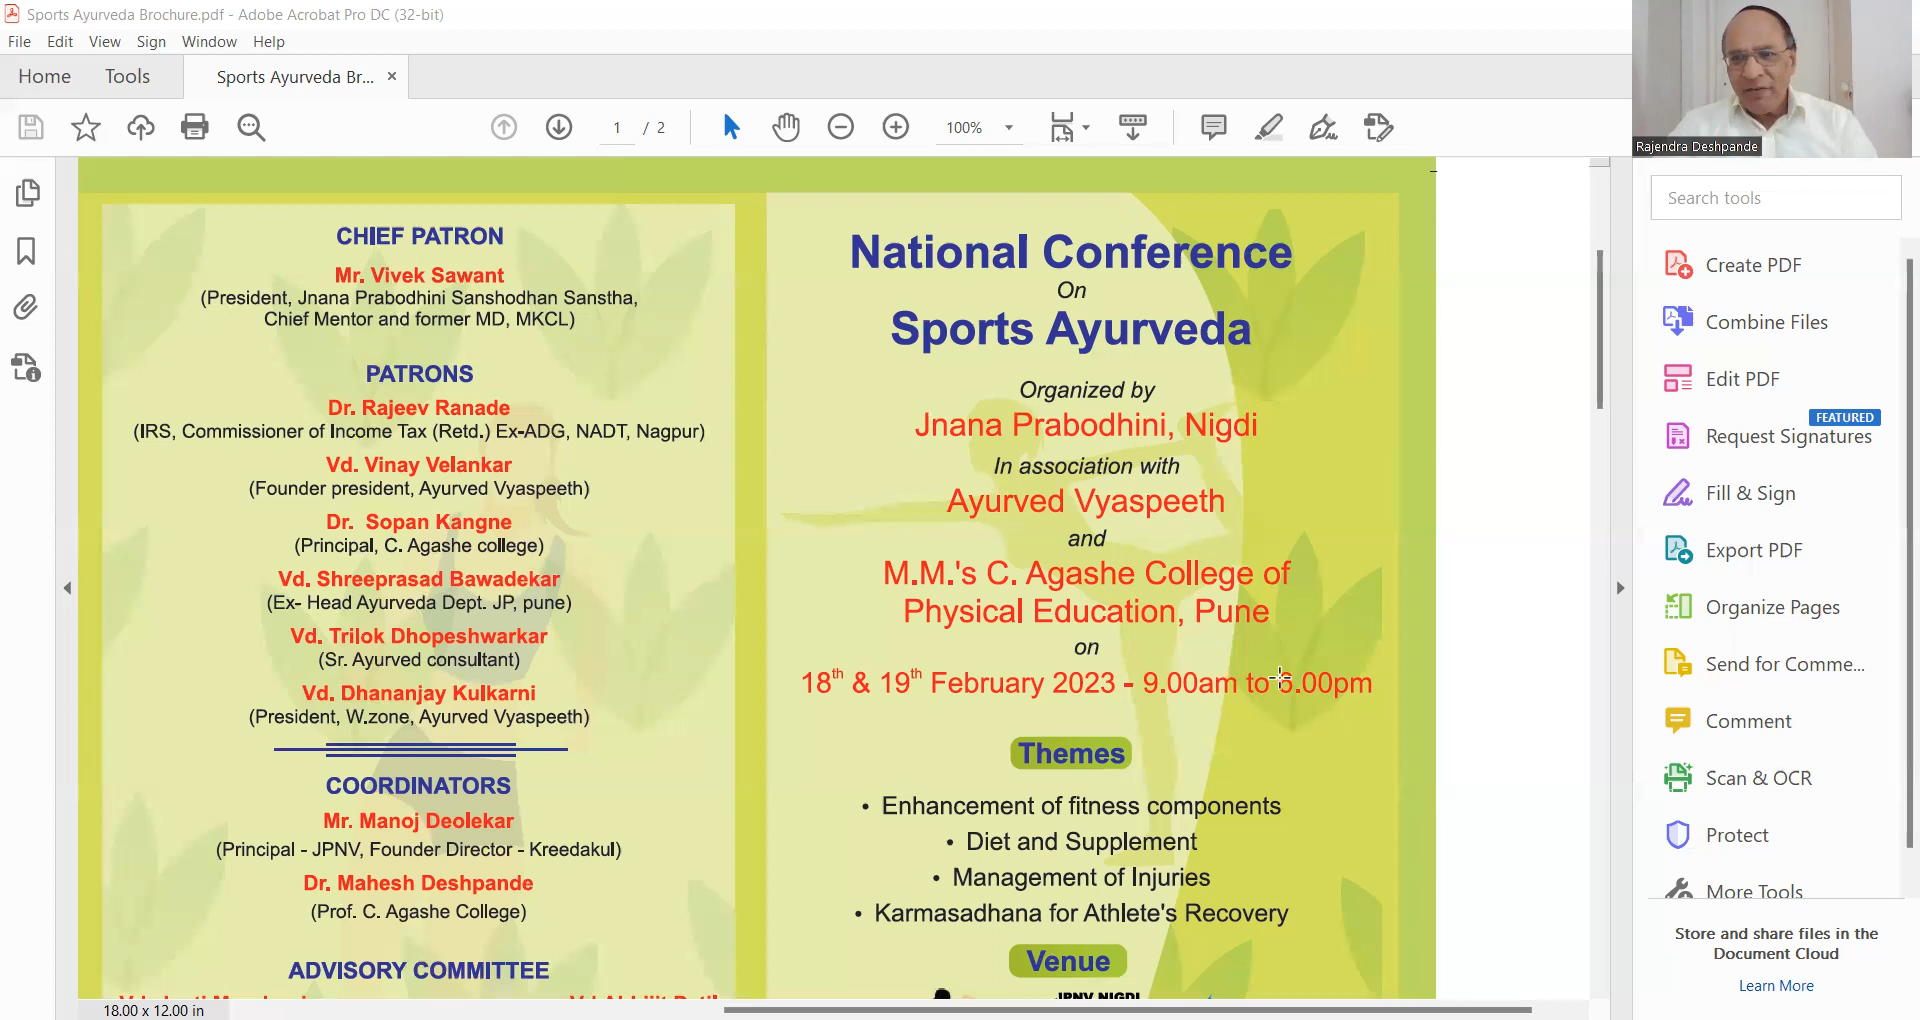 Sports Ayurveda Brochure.pdf - Adobe Acrobat Pro DC (32-bit)
File Edit View Sign Window Help
Home Tools Sports Ayurveda Br... ×
1 / 2 100%
Rajendra Deshpande
CHIEF PATRON
Mr. Vivek Sawant
(President, Jnana Prabodhini Sanshodhan Sanstha,
Chief Mentor and former MD, MKCL)
PATRONS
Dr. Rajeev Ranade
(IRS, Commissioner of Income Tax (Retd.) Ex-ADG, NADT, Nagpur)
Vd. Vinay Velankar
(Founder president, Ayurved Vyaspeeth)
Dr. Sopan Kangne
(Principal, C. Agashe college)
Vd. Shreeprasad Bawadekar
(Ex- Head Ayurveda Dept. JP, pune)
Vd. Trilok Dhopeshwarkar
(Sr. Ayurved consultant)
Vd. Dhananjay Kulkarni
(President, W.zone, Ayurved Vyaspeeth)
COORDINATORS
Mr. Manoj Deolekar
(Principal - JPNV, Founder Director - Kreedakul)
Dr. Mahesh Deshpande
(Prof. C. Agashe College)
ADVISORY COMMITTEE
National Conference
On
Sports Ayurveda
Organized by
Jnana Prabodhini, Nigdi
In association with
Ayurved Vyaspeeth
and
M.M.'s C. Agashe College of
Physical Education, Pune
on
18th & 19th February 2023 - 9.00am to 6.00pm
Themes
• Enhancement of fitness components
• Diet and Supplement
• Management of Injuries
• Karmasadhana for Athlete's Recovery
Venue
JPNV NIGDI
18.00 x 12.00 in
Search tools
Create PDF
Combine Files
Edit PDF
FEATURED
Request Signatures
Fill & Sign
Export PDF
Organize Pages
Send for Comme...
Comment
Scan & OCR
Protect
More Tools
Store and share files in the
Document Cloud
Learn More